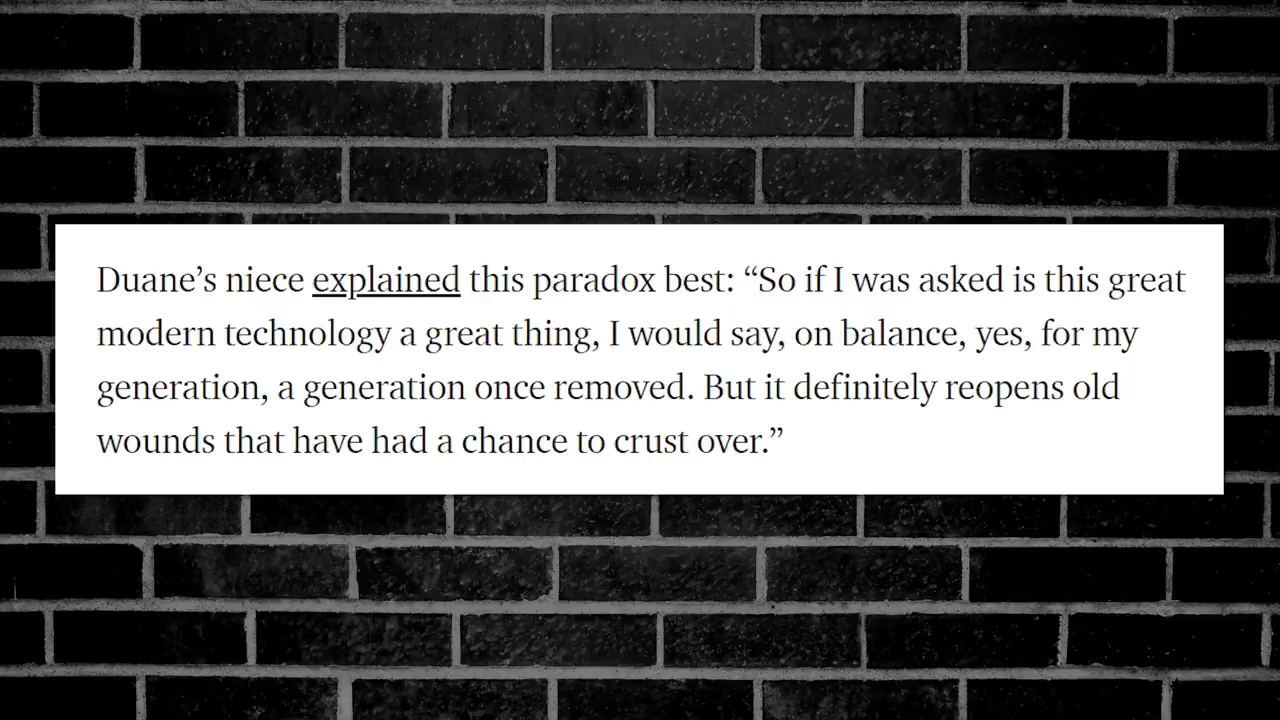 Duane’s niece explained this paradox best: “So if I was asked is this great
modern technology a great thing, I would say, on balance, yes, for my
generation, a generation once removed. But it definitely reopens old
wounds that have had a chance to crust over.”